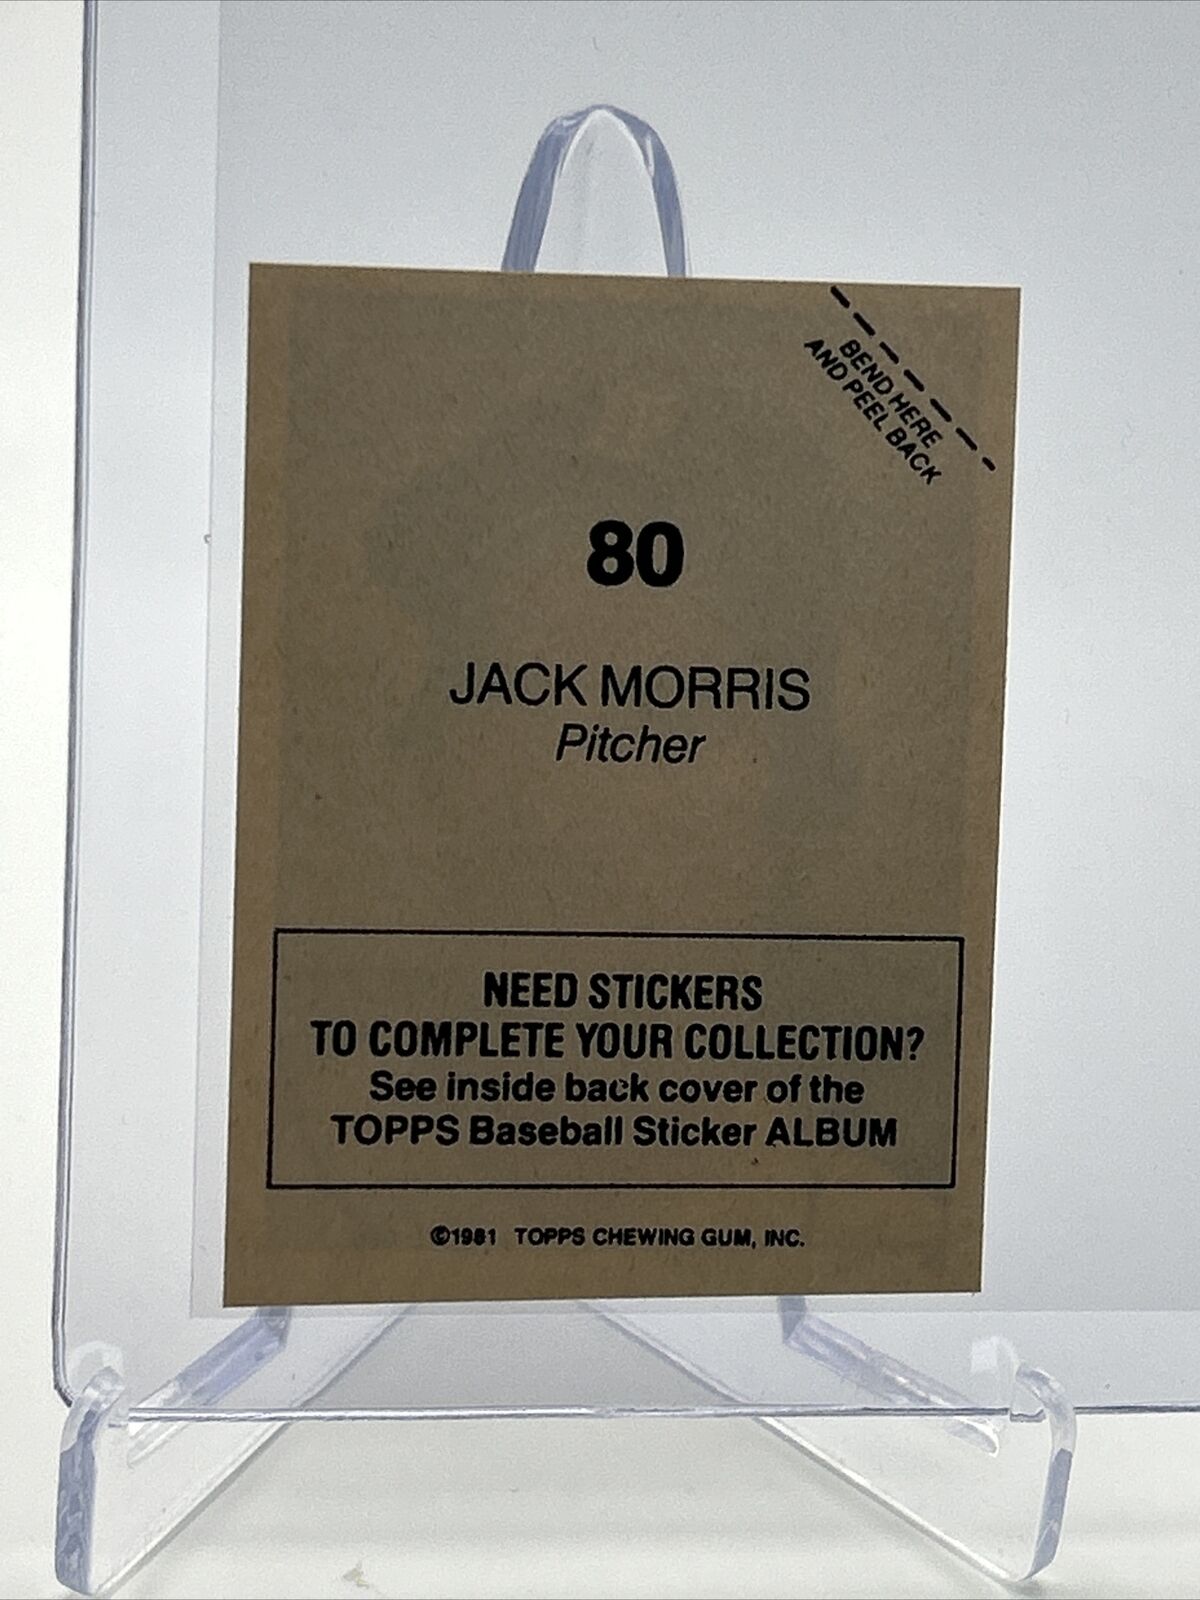 BEND HERE
AND PEEL BACK
80
JACK MORRIS
Pitcher
NEED STICKERS
TO COMPLETE YOUR COLLECTION?
See inside back cover of the
TOPPS Baseball Sticker ALBUM
©1981 TOPPS CHEWING GUM, INC.